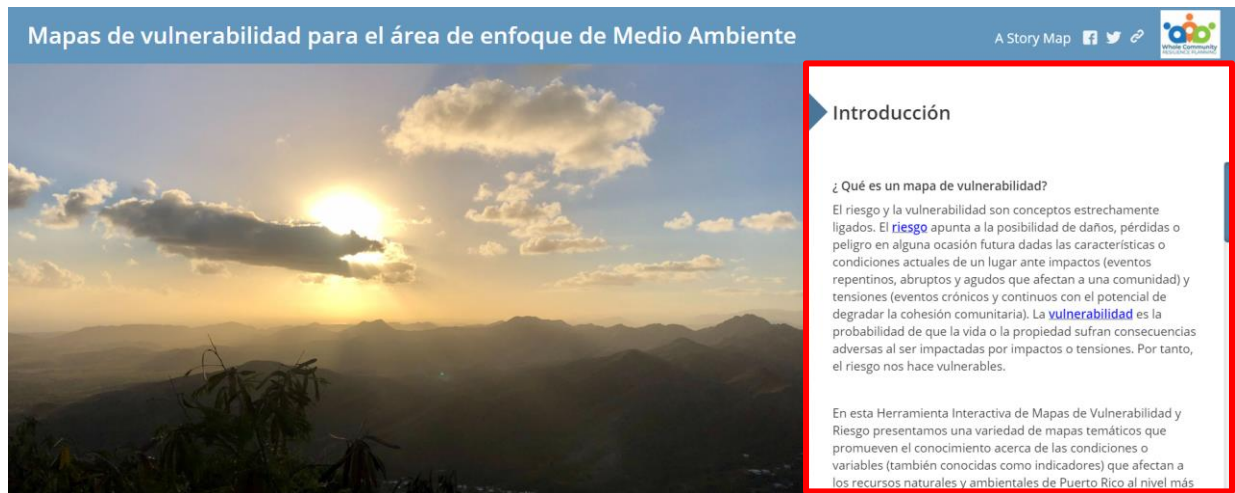 Mapas de vulnerabilidad para el área de enfoque de Medio Ambiente
A Story Map
Whole Community
RESILIENCE PLANNING
Introducción
¿ Qué es un mapa de vulnerabilidad?
El riesgo y la vulnerabilidad son conceptos estrechamente
ligados. El riesgo apunta a la posibilidad de daños, pérdidas o
peligro en alguna ocasión futura dadas las características o
condiciones actuales de un lugar ante impactos (eventos
repentinos, abruptos y agudos que afectan a una comunidad) y
tensiones (eventos crónicos y continuos con el potencial de
degradar la cohesión comunitaria). La vulnerabilidad es la
probabilidad de que la vida o la propiedad sufran consecuencias
adversas al ser impactadas por impactos o tensiones. Por tanto,
el riesgo nos hace vulnerables.
En esta Herramienta Interactiva de Mapas de Vulnerabilidad y
Riesgo presentamos una variedad de mapas temáticos que
promueven el conocimiento acerca de las condiciones o
variables (también conocidas como indicadores) que afectan a
los recursos naturales y ambientales de Puerto Rico al nivel más